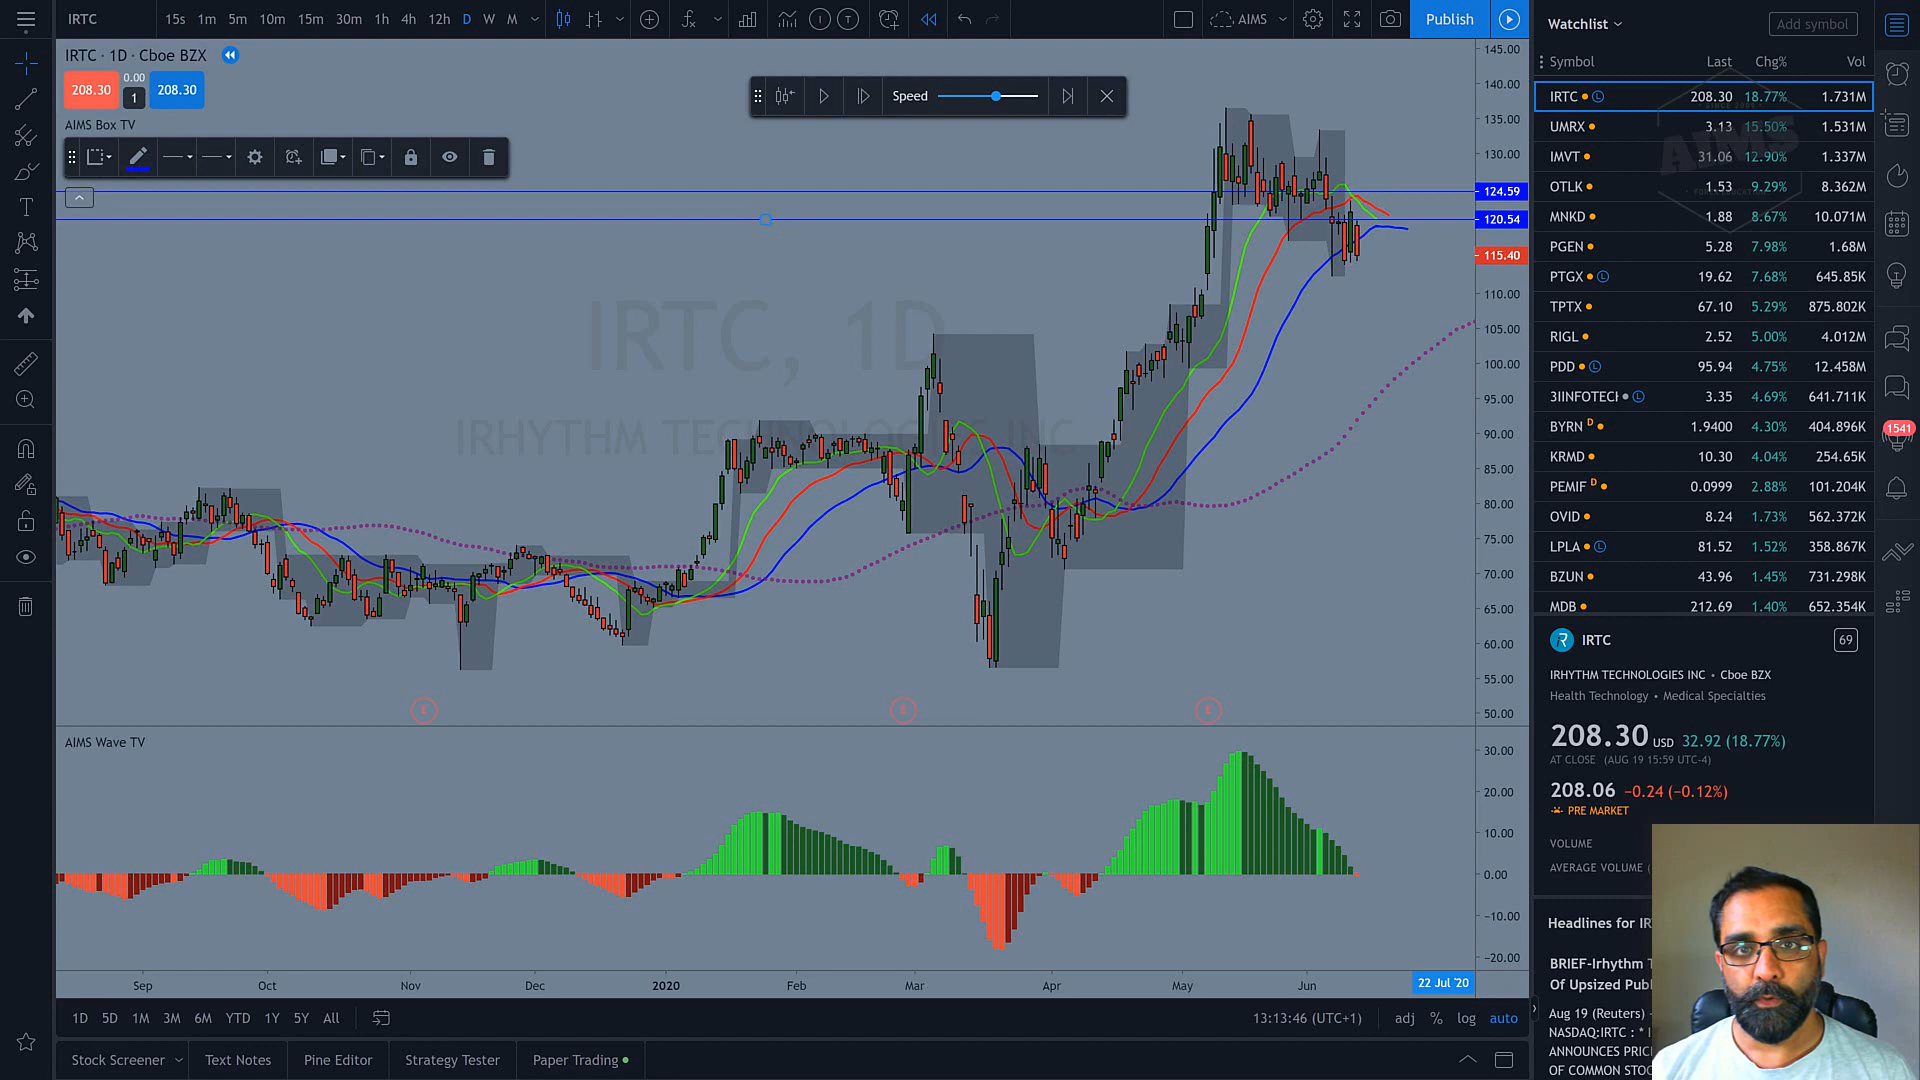 IRTC 15s 1m 5m 10m 15m 30m 1h 4h 12h D W M AIMS Publish
IRTC · 1D · Cboe BZX
208.30 0.00 1 208.30
AIMS Box TV
Speed
IRTC, 1D
IRHYTHM TECHNOLOGIES INC
145.00
140.00
135.00
130.00
124.59
120.54
115.40
110.00
105.00
100.00
95.00
90.00
85.00
80.00
75.00
70.00
65.00
60.00
55.00
50.00
E E E
AIMS Wave TV
30.00
20.00
10.00
0.00
−10.00
−20.00
Sep Oct Nov Dec 2020 Feb Mar Apr May Jun 22 Jul '20
1D 5D 1M 3M 6M YTD 1Y 5Y All 13:13:46 (UTC+1) adj % log auto
Stock Screener Text Notes Pine Editor Strategy Tester Paper Trading
Watchlist Add symbol
Symbol Last Chg% Vol
IRTC L 208.30 18.77% 1.731M
UMRX 3.13 15.50% 1.531M
IMVT 31.06 12.90% 1.337M
OTLK 1.53 9.29% 8.362M
MNKD 1.88 8.67% 10.071M
PGEN 5.28 7.98% 1.68M
PTGX L 19.62 7.68% 645.85K
TPTX 67.10 5.29% 875.802K
RIGL 2.52 5.00% 4.012M
PDD L 95.94 4.75% 12.458M
3IINFOTECH L 3.35 4.69% 641.711K
BYRN D 1.9400 4.30% 404.896K
KRMD 10.30 4.04% 254.65K
PEMIF D 0.0999 2.88% 101.204K
OVID 8.24 1.73% 562.372K
LPLA L 81.52 1.52% 358.867K
BZUN 43.96 1.45% 731.298K
MDB 212.69 1.40% 652.354K
AIMS
1541
IRTC 69
IRHYTHM TECHNOLOGIES INC • Cboe BZX
Health Technology • Medical Specialties
208.30 USD 32.92 (18.77%)
AT CLOSE (AUG 19 15:59 UTC-4)
208.06 −0.24 (−0.12%)
PRE MARKET
VOLUME
AVERAGE VOLUME (
Headlines for IR
BRIEF-Irhythm T
Of Upsized Publ
Aug 19 (Reuters) -
NASDAQ:IRTC : * I
ANNOUNCES PRIC
OF COMMON STOC